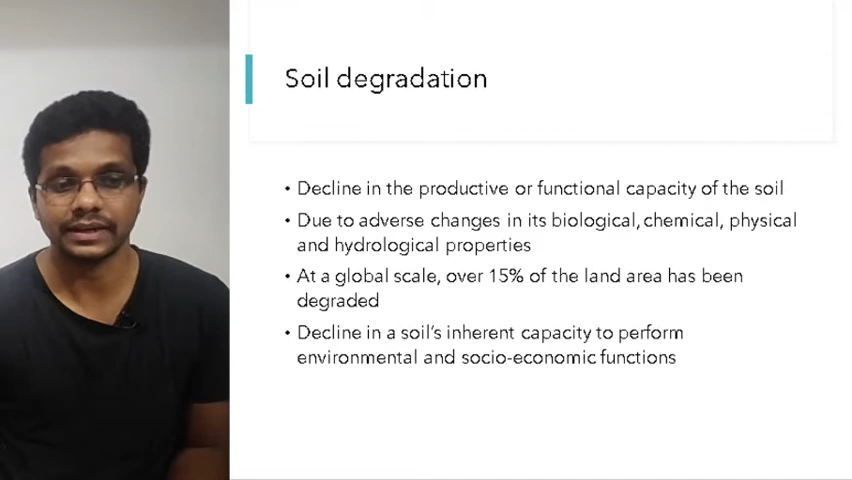 Soil degradation
• Decline in the productive or functional capacity of the soil
• Due to adverse changes in its biological, chemical, physical
and hydrological properties
• At a global scale, over 15% of the land area has been
degraded
• Decline in a soil's inherent capacity to perform
environmental and socio-economic functions